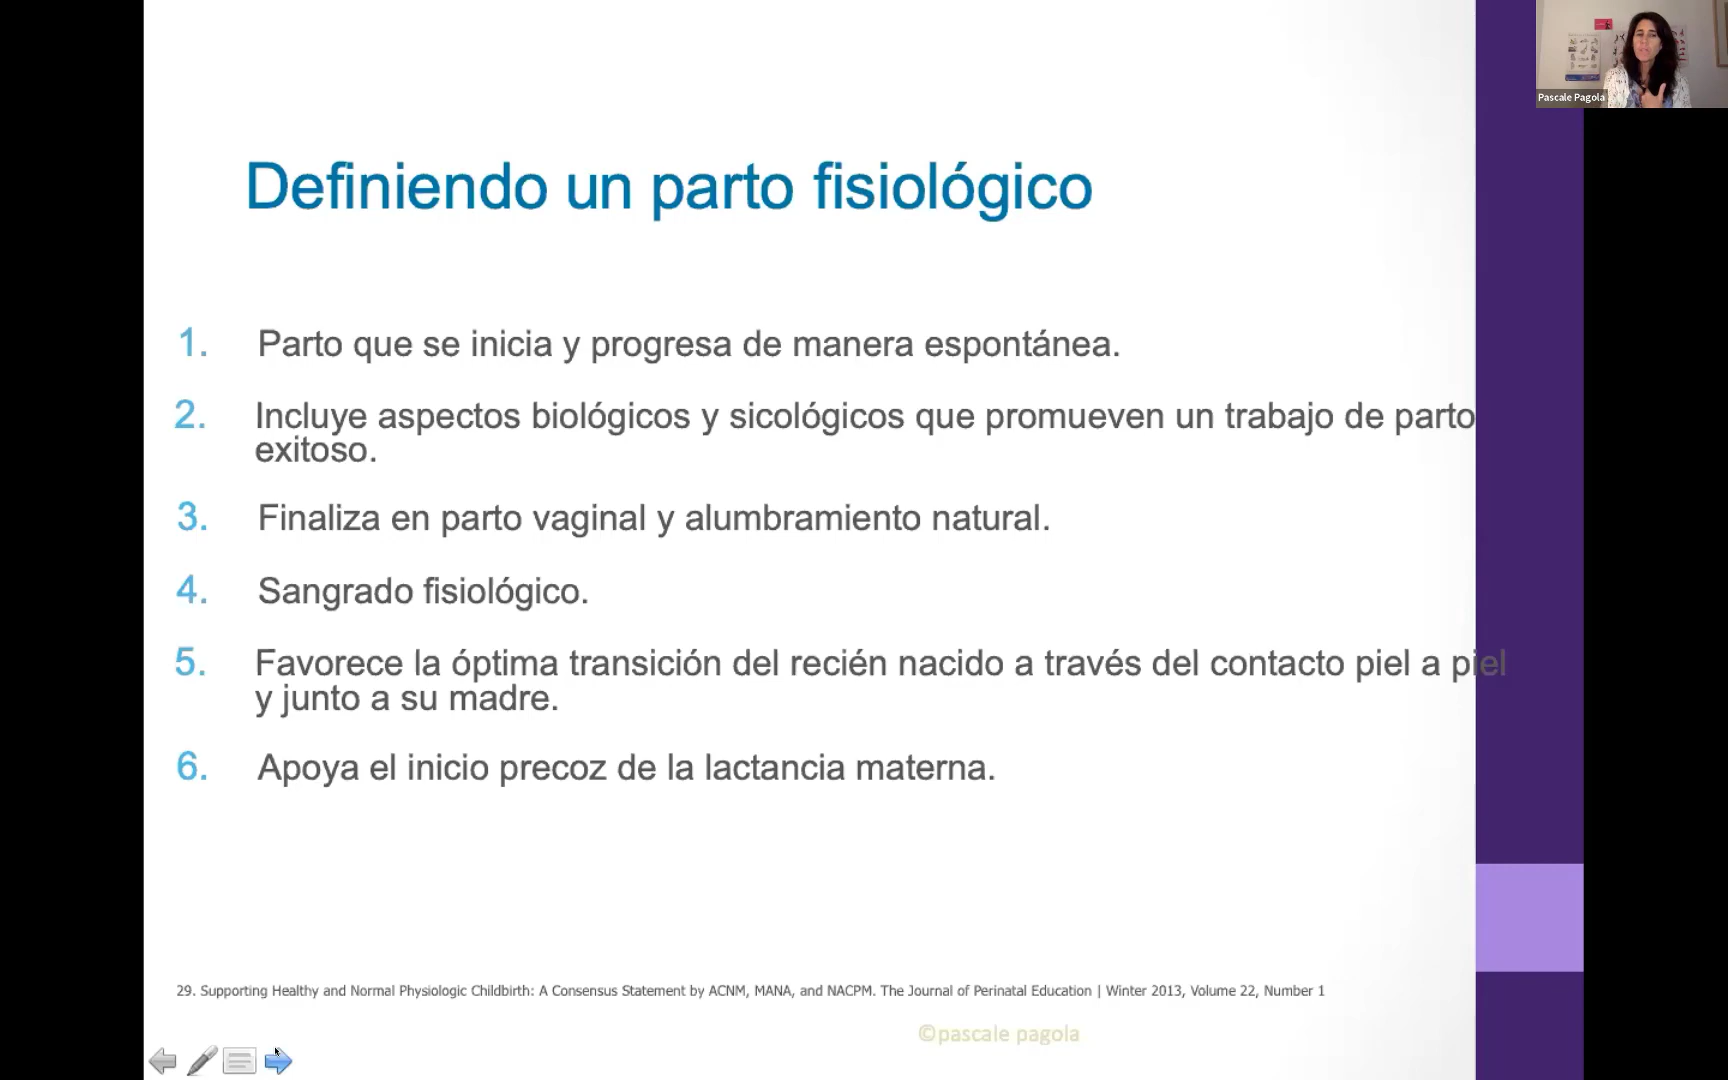 Pascale Pagola
Definiendo un parto fisiológico
1. Parto que se inicia y progresa de manera espontánea.
2. Incluye aspectos biológicos y sicológicos que promueven un trabajo de parto
exitoso.
3. Finaliza en parto vaginal y alumbramiento natural.
4. Sangrado fisiológico.
5. Favorece la óptima transición del recién nacido a través del contacto piel a piel
y junto a su madre.
6. Apoya el inicio precoz de la lactancia materna.
29. Supporting Healthy and Normal Physiologic Childbirth: A Consensus Statement by ACNM, MANA, and NACPM. The Journal of Perinatal Education | Winter 2013, Volume 22, Number 1
©pascale pagola